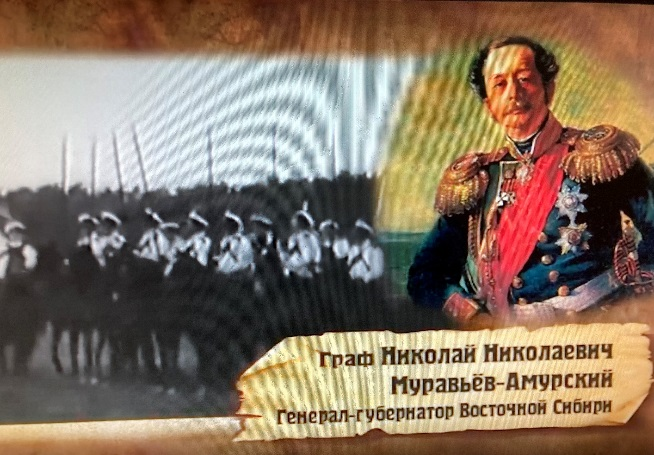 Граф Николай Николаевич
Муравьёв-Амурский
Генерал-губернатор Восточной Сибири